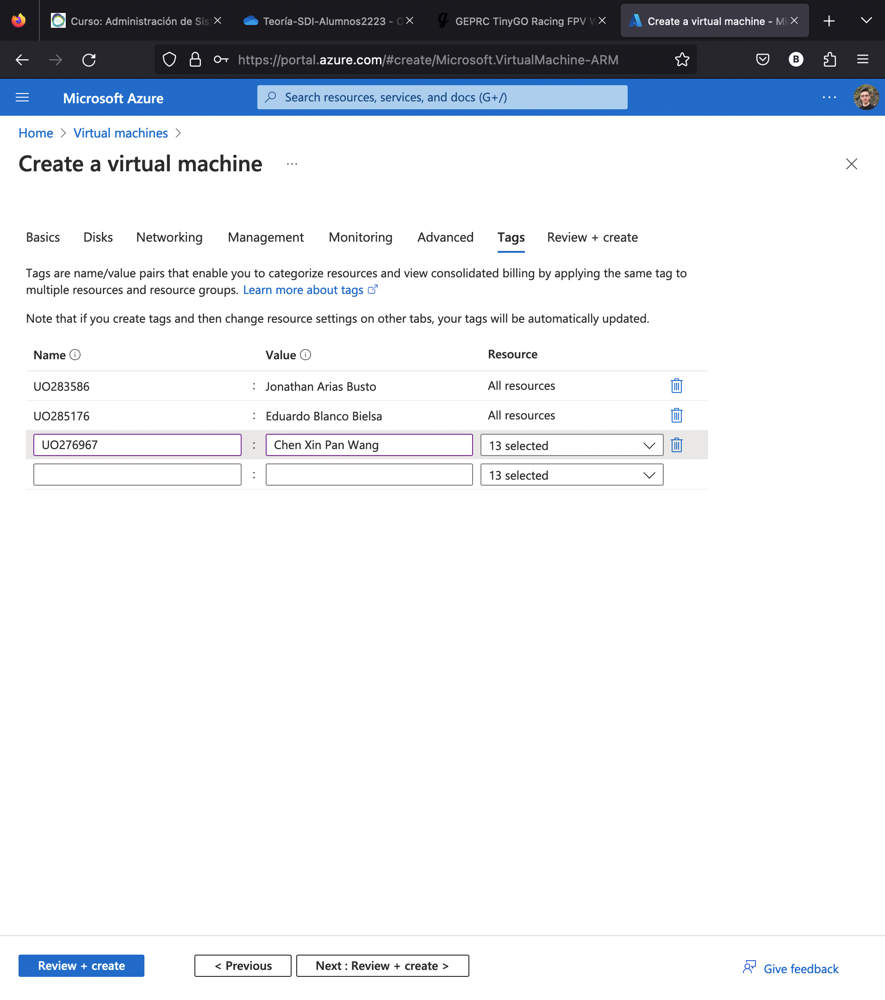 Curso: Administración de Sis
Teoría-SDI-Alumnos2223 - O
GEPRC TinyGO Racing FPV W
Create a virtual machine - Mi
https://portal.azure.com/#create/Microsoft.VirtualMachine-ARM
B
Microsoft Azure
Search resources, services, and docs (G+/)
Home > Virtual machines >
Create a virtual machine ...
Basics Disks Networking Management Monitoring Advanced Tags Review + create
Tags are name/value pairs that enable you to categorize resources and view consolidated billing by applying the same tag to
multiple resources and resource groups. Learn more about tags
Note that if you create tags and then change resource settings on other tabs, your tags will be automatically updated.
Name Value Resource
UO283586 : Jonathan Arias Busto All resources
UO285176 : Eduardo Blanco Bielsa All resources
UO276967 : Chen Xin Pan Wang 13 selected
: 13 selected
Review + create < Previous Next : Review + create > Give feedback